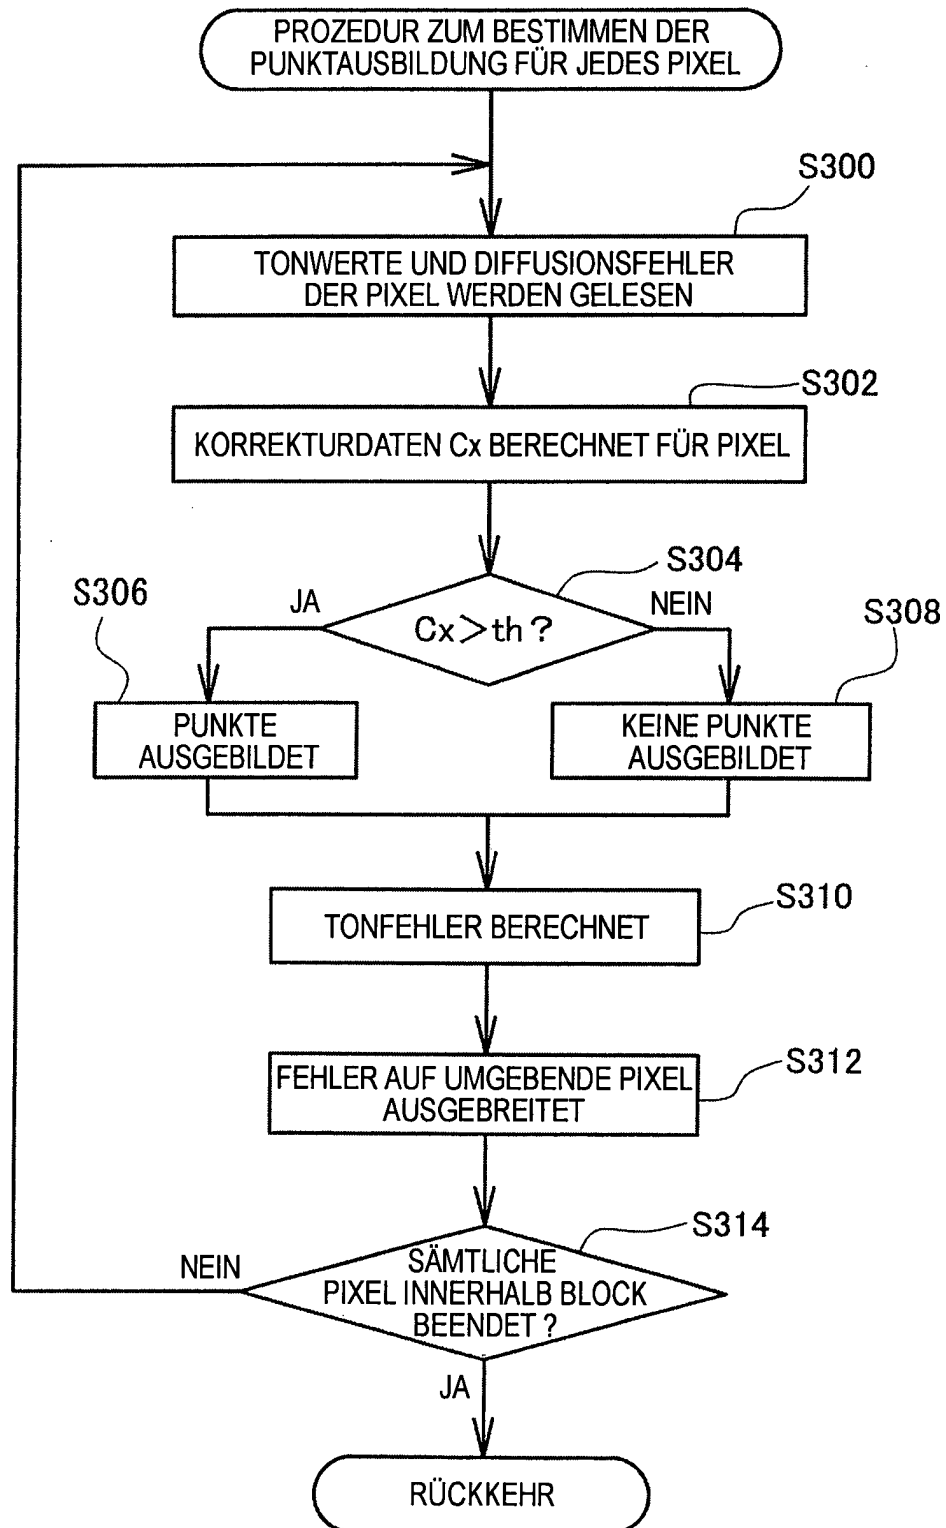 PROZEDUR ZUM BESTIMMEN DER
PUNKTAUSBILDUNG FÜR JEDES PIXEL
S300
TONWERTE UND DIFFUSIONSFEHLER
DER PIXEL WERDEN GELESEN
S302
KORREKTURDATEN Cx BERECHNET FÜR PIXEL
S304
S306
JA
NEIN
S308
Cx>th?
PUNKTE
AUSGEBILDET
KEINE PUNKTE
AUSGEBILDET
S310
TONFEHLER BERECHNET
S312
FEHLER AUF UMGEBENDE PIXEL
AUSGEBREITET
S314
NEIN
SÄMTLICHE
PIXEL INNERHALB BLOCK
BEENDET ?
JA
RÜCKKEHR